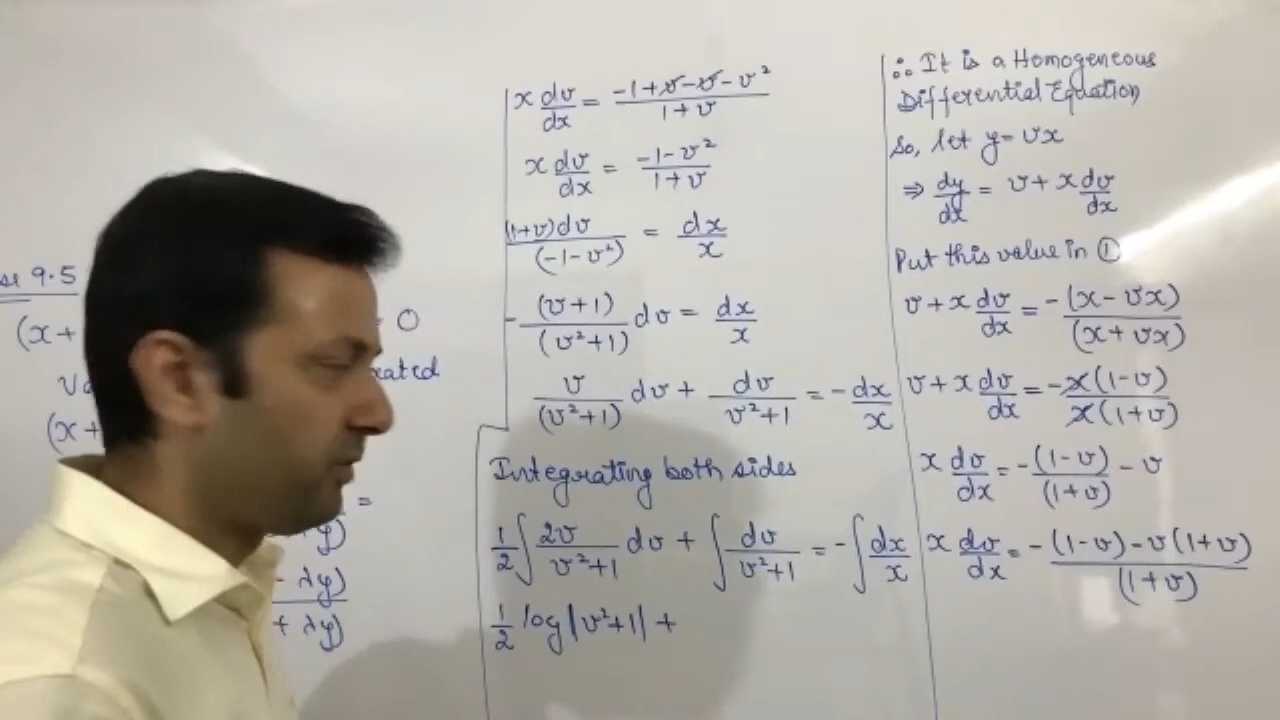 9.5
(x+
= 0
(x+
=
y)
- λy)
+ λy)
x dv/dx = (-1+v-v-v²)/(1+v)
x dv/dx = (-1-v²)/(1+v)
(1+v)dv/(-1-v²) = dx/x
-(v+1)/(v²+1) dv = dx/x
v/(v²+1) dv + dv/(v²+1) = -dx/x
Integrating both sides
1/2 ∫ 2v/(v²+1) dv + ∫ dv/(v²+1) = -∫ dx/x
1/2 log|v²+1| +
∴ It is a Homogeneous
Differential Equation
So, let y = vx
⇒ dy/dx = v + x dv/dx
Put this value in ①
v + x dv/dx = -(x-vx)/(x+vx)
v + x dv/dx = -x(1-v)/x(1+v)
x dv/dx = -(1-v)/(1+v) - v
x dv/dx = (-(1-v)-v(1+v))/(1+v)